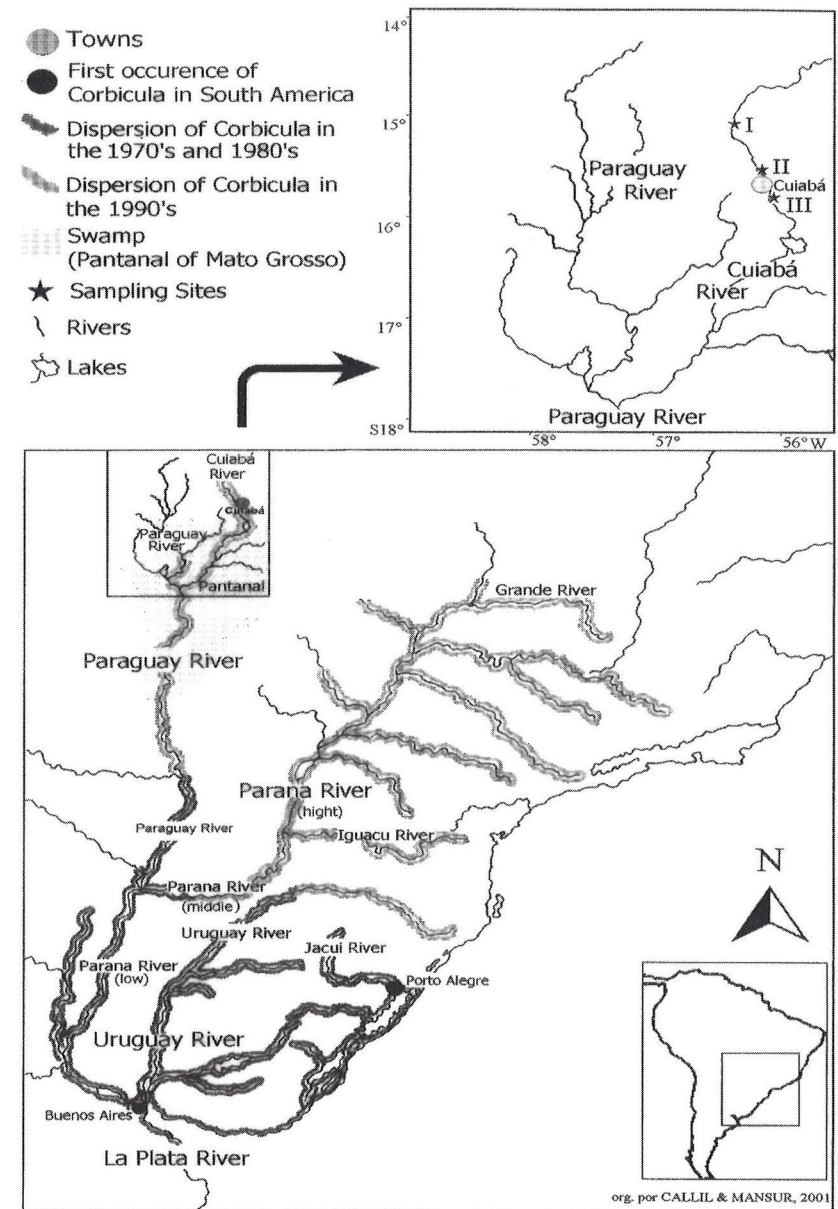 Towns
First occurence of
Corbicula in South America
Dispersion of Corbicula in
the 1970's and 1980's
Dispersion of Corbicula in
the 1990's
Swamp
(Pantanal of Mato Grosso)
Sampling Sites
Rivers
Lakes
14°
15°
16°
17°
S18°
58°
57°
56° W
I
II
Cuiabá
III
Paraguay
River
Cuiabá
River
Paraguay River
Cuiabá
River
Cuiabá
Paraguay
River
Pantanal
Grande River
Paraguay River
Parana River
(hight)
Paraguay River
Iguacu River
Parana River
(middle)
Uruguay River
Jacui River
Parana River
(low)
Porto Alegre
Uruguay River
Buenos Aires
La Plata River
N
org. por CALLIL & MANSUR, 2001